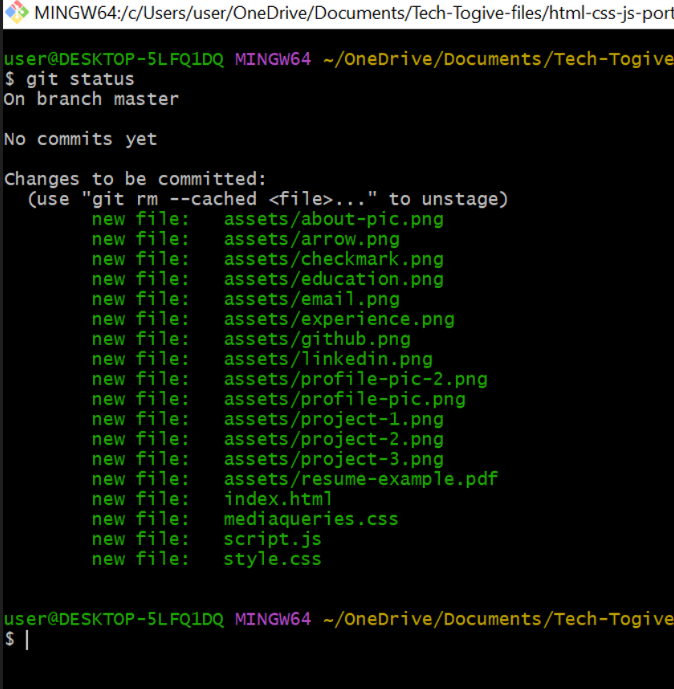 MINGW64:/c/Users/user/OneDrive/Documents/Tech-Togive-files/html-css-js-port
user@DESKTOP-5LFQ1DQ MINGW64 ~/OneDrive/Documents/Tech-Togive
$ git status
On branch master
No commits yet
Changes to be committed:
  (use "git rm --cached <file>..." to unstage)
        new file:   assets/about-pic.png
        new file:   assets/arrow.png
        new file:   assets/checkmark.png
        new file:   assets/education.png
        new file:   assets/email.png
        new file:   assets/experience.png
        new file:   assets/github.png
        new file:   assets/linkedin.png
        new file:   assets/profile-pic-2.png
        new file:   assets/profile-pic.png
        new file:   assets/project-1.png
        new file:   assets/project-2.png
        new file:   assets/project-3.png
        new file:   assets/resume-example.pdf
        new file:   index.html
        new file:   mediaqueries.css
        new file:   script.js
        new file:   style.css
user@DESKTOP-5LFQ1DQ MINGW64 ~/OneDrive/Documents/Tech-Togive
$